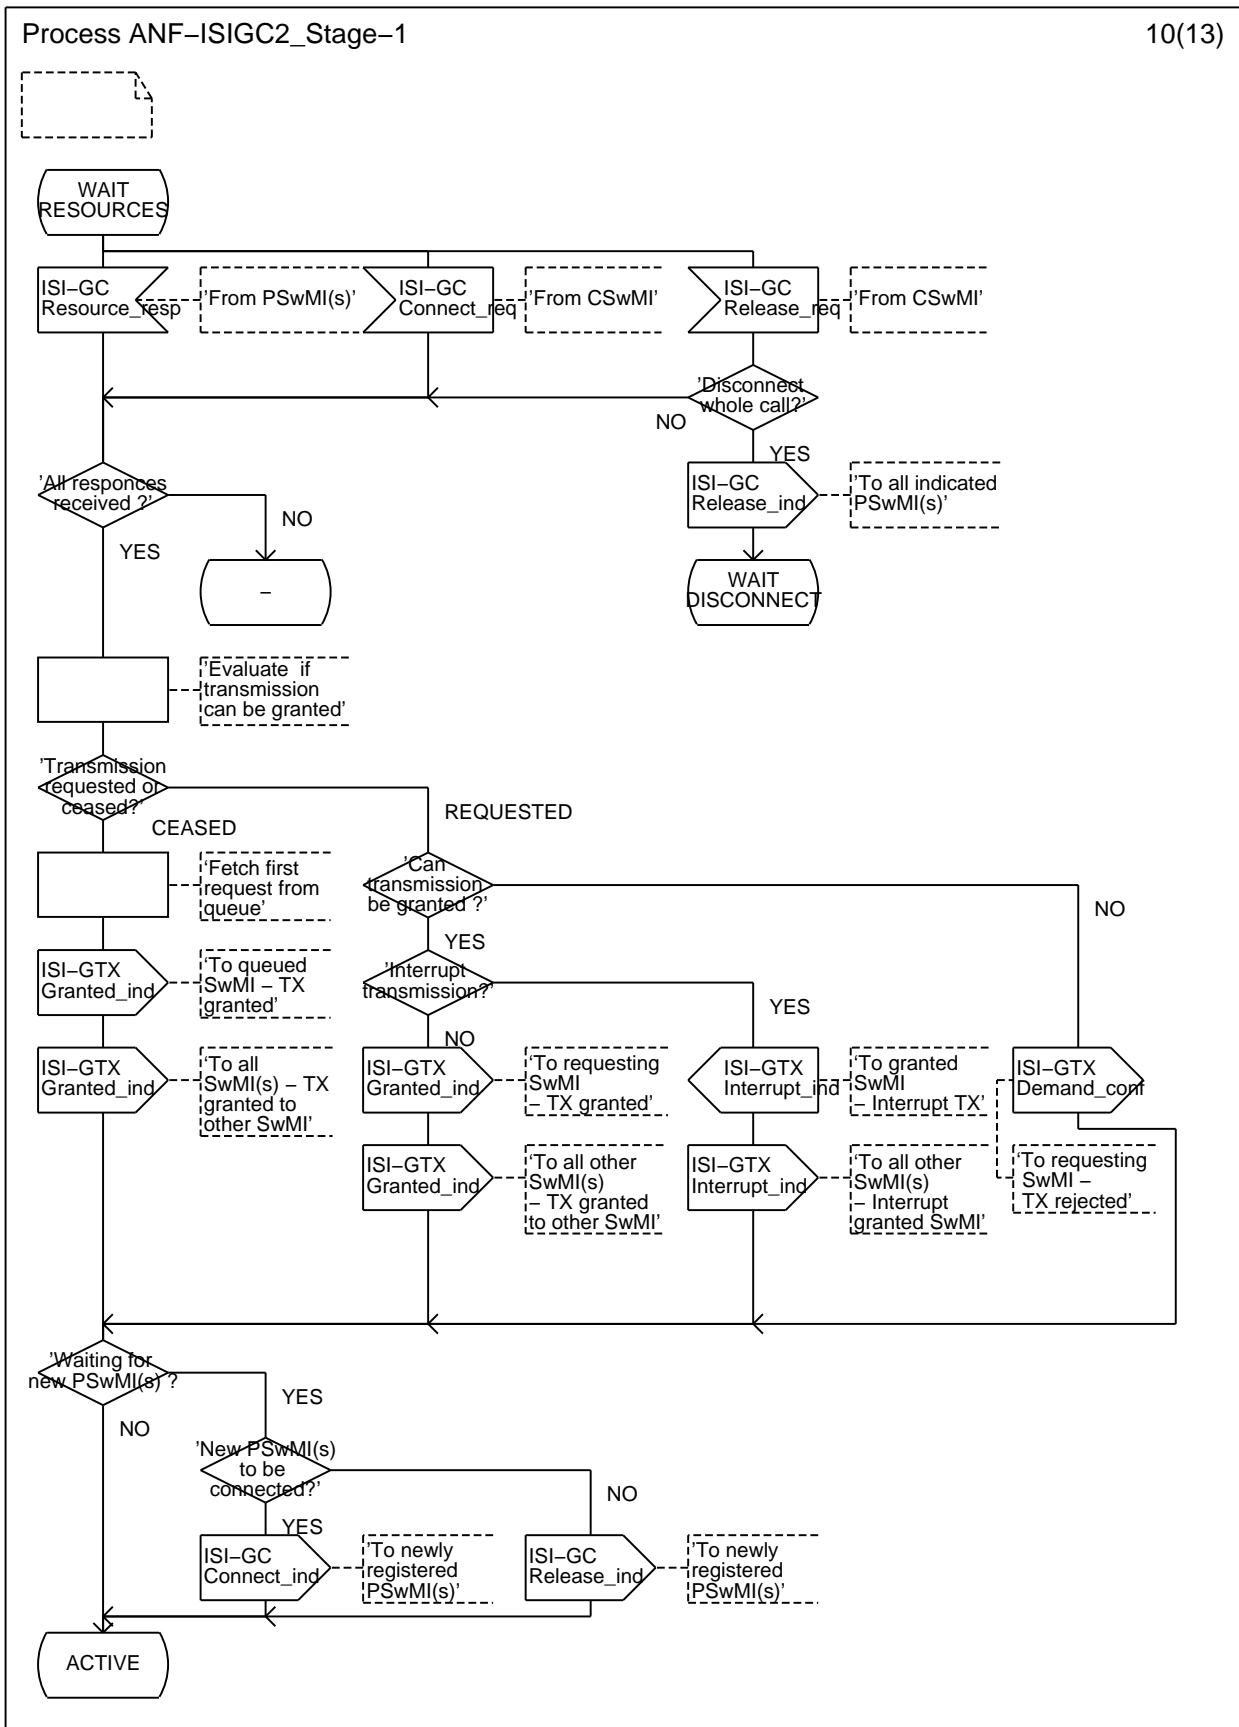 Process ANF–ISIGC2_Stage–1
10(13)
WAIT
RESOURCES
ISI–GC
Resource_resp
‘From PSwMI(s)’
ISI–GC
Connect_req
‘From CSwMI’
ISI–GC
Release_req
‘From CSwMI’
’Disconnect
whole call?’
NO
YES
’All responces
received ?’
NO
YES
ISI–GC
Release_ind
‘To all indicated
PSwMI(s)’
–
WAIT
DISCONNECT
‘Evaluate if
transmission
can be granted’
’Transmission
requested or
ceased?’
CEASED
REQUESTED
‘Fetch first
request from
queue’
’Can
transmission
be granted ?’
NO
YES
ISI–GTX
Granted_ind
‘To queued
SwMI – TX
granted’
’Interrupt
transmission?’
YES
NO
ISI–GTX
Granted_ind
‘To all
SwMI(s) – TX
granted to
other SwMI’
ISI–GTX
Granted_ind
‘To requesting
SwMI
– TX granted’
ISI–GTX
Interrupt_ind
‘To granted
SwMI
– Interrupt TX’
ISI–GTX
Demand_conf
ISI–GTX
Granted_ind
‘To all other
SwMI(s)
– TX granted
to other SwMI’
ISI–GTX
Interrupt_ind
‘To all other
SwMI(s)
– Interrupt
granted SwMI’
‘To requesting
SwMI –
TX rejected’
’Waiting for
new PSwMI(s) ?
YES
NO
’New PSwMI(s)
to be
connected?’
NO
YES
ISI–GC
Connect_ind
‘To newly
registered
PSwMI(s)’
ISI–GC
Release_ind
‘To newly
registered
PSwMI(s)’
ACTIVE